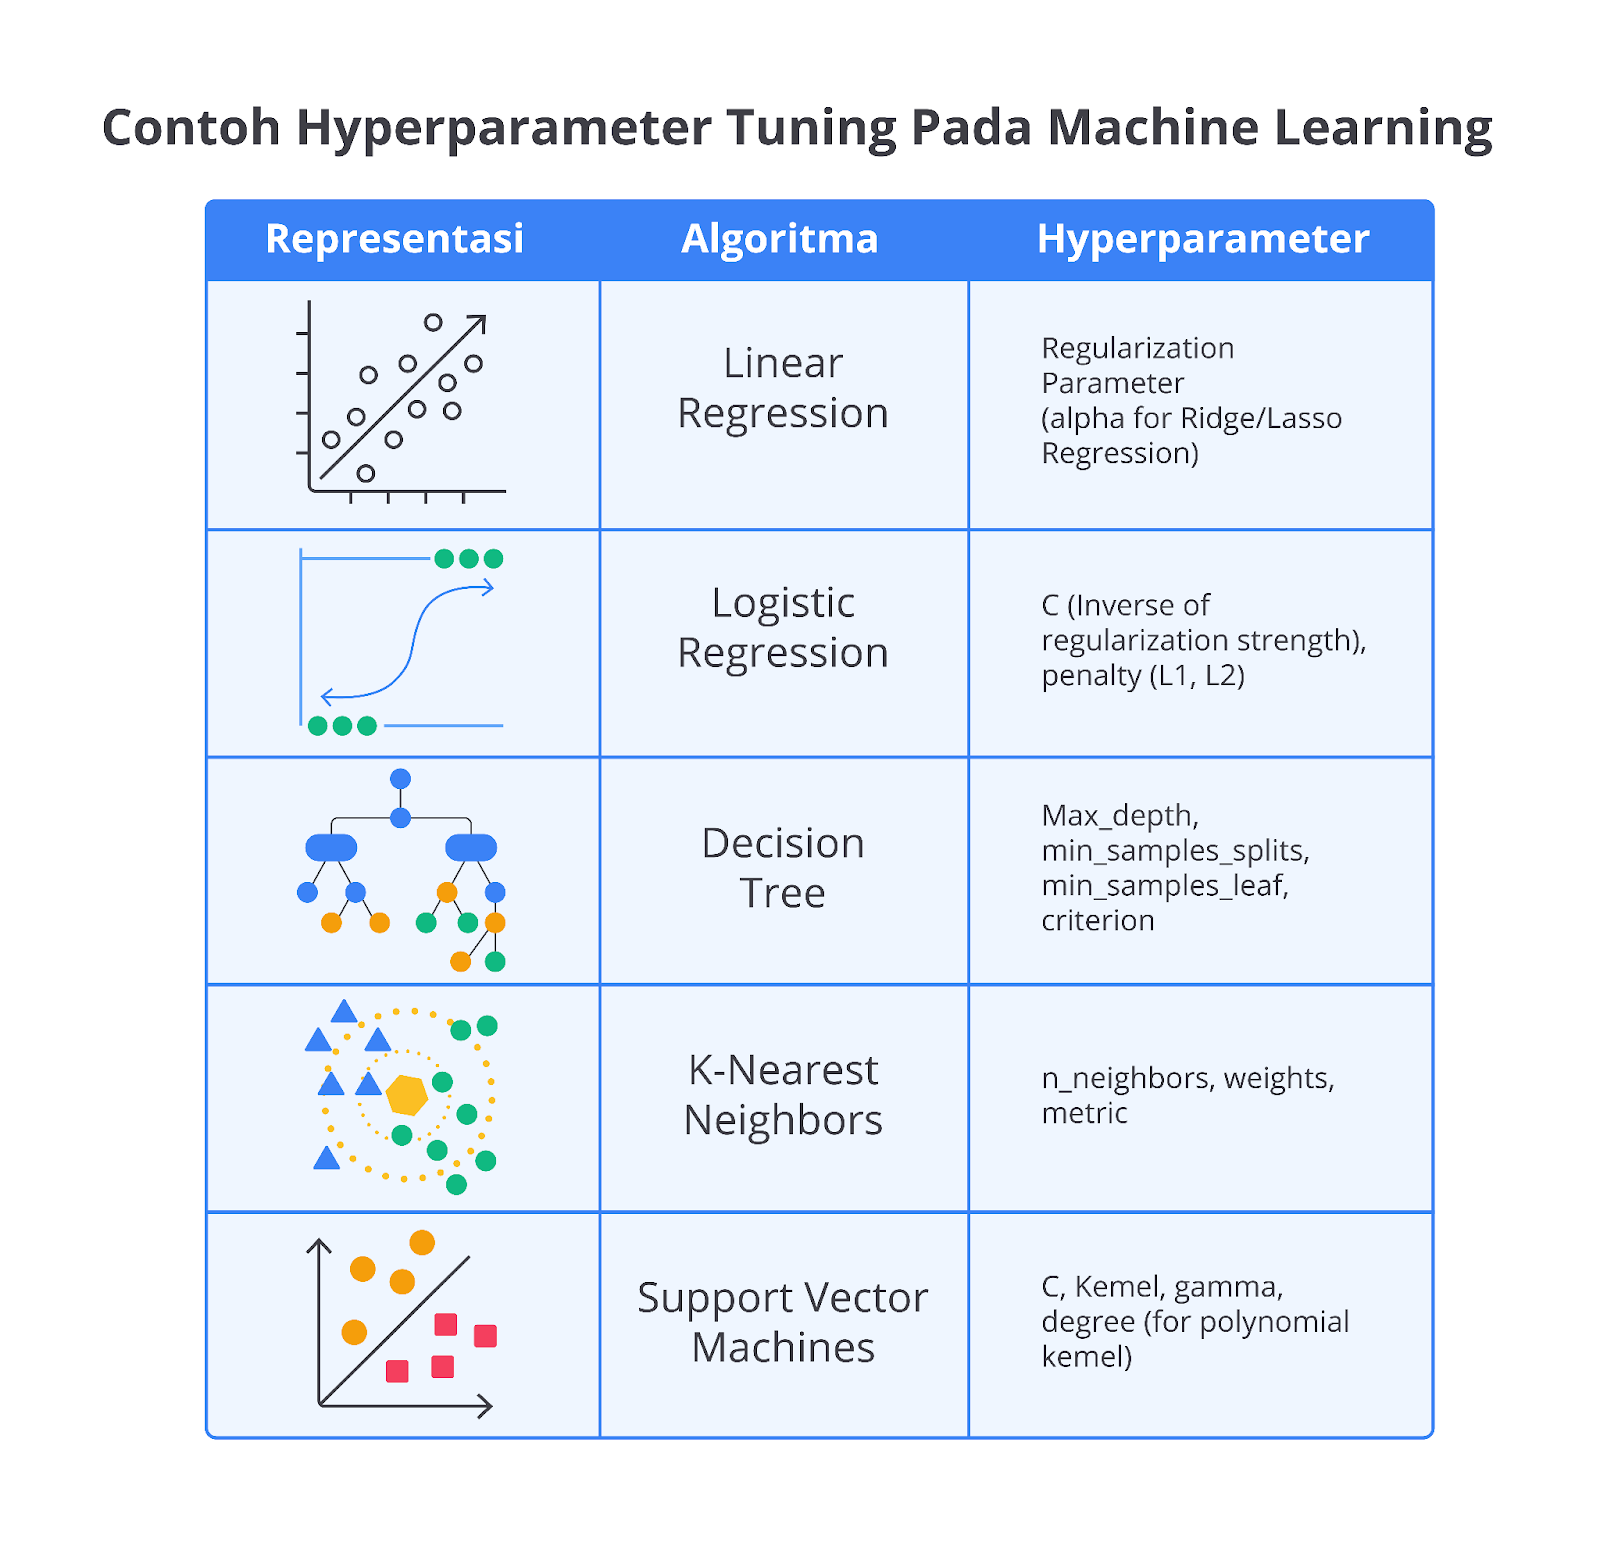 Contoh Hyperparameter Tuning Pada Machine Learning
Representasi Algoritma Hyperparameter
Linear
Regression
Regularization
Parameter
(alpha for Ridge/Lasso
Regression)
Logistic
Regression
C (Inverse of
regularization strength),
penalty (L1, L2)
Decision
Tree
Max_depth,
min_samples_splits,
min_samples_leaf,
criterion
K-Nearest
Neighbors
n_neighbors, weights,
metric
Support Vector
Machines
C, Kemel, gamma,
degree (for polynomial
kemel)